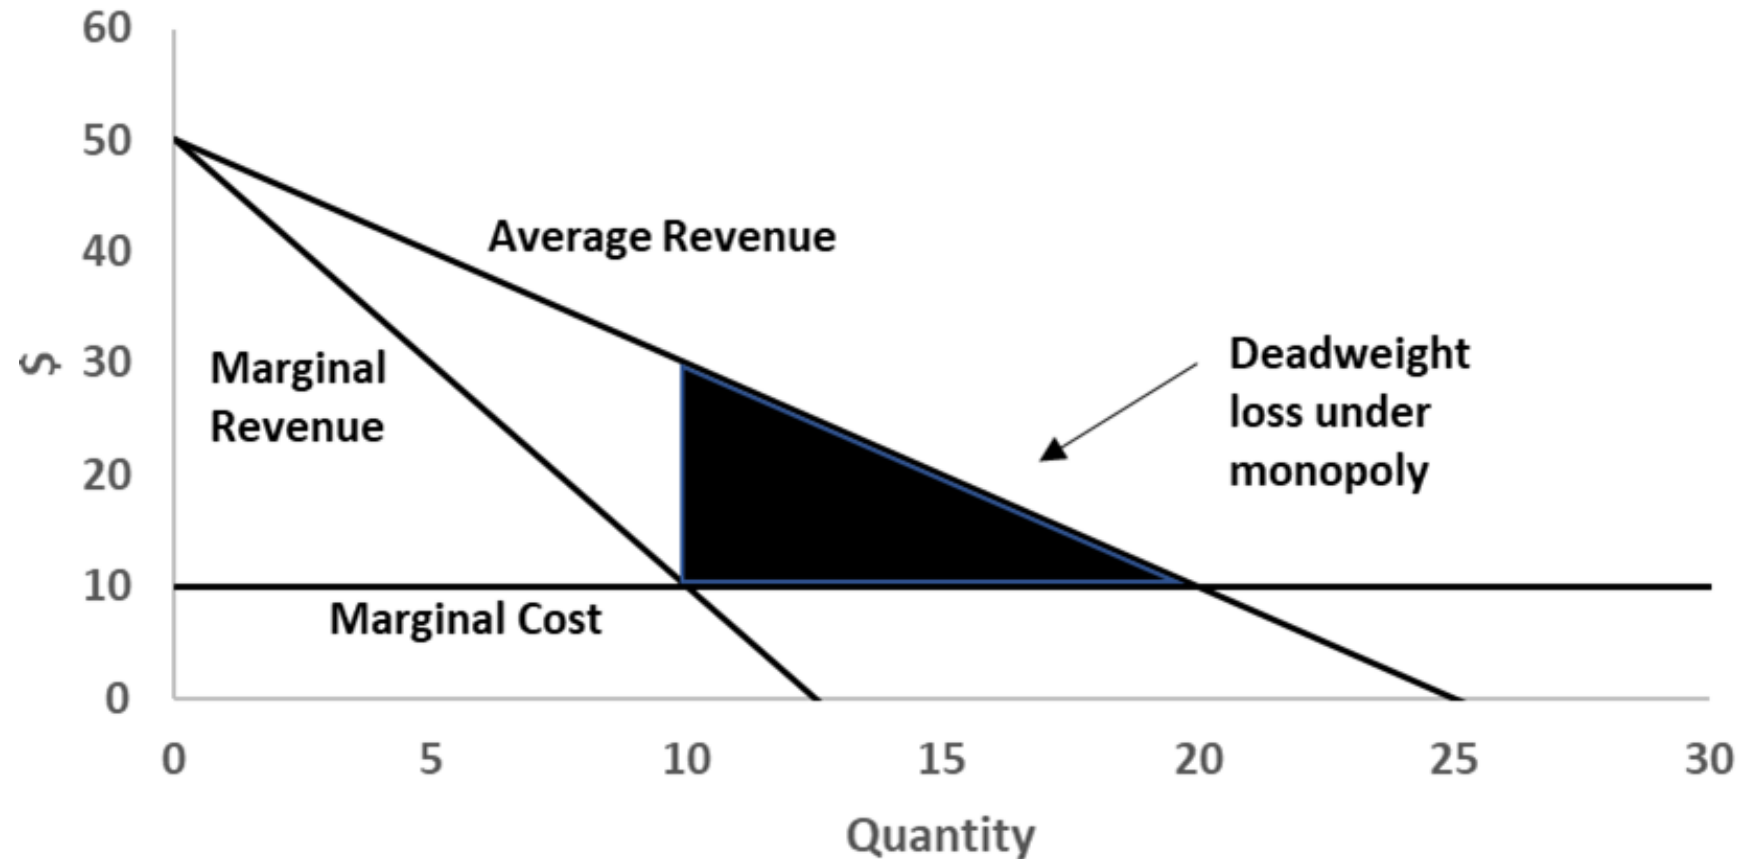 60
50
40
30
20
10
0
$
Average Revenue
Marginal
Revenue
Deadweight
loss under
monopoly
Marginal Cost
0 5 10 15 20 25 30
Quantity